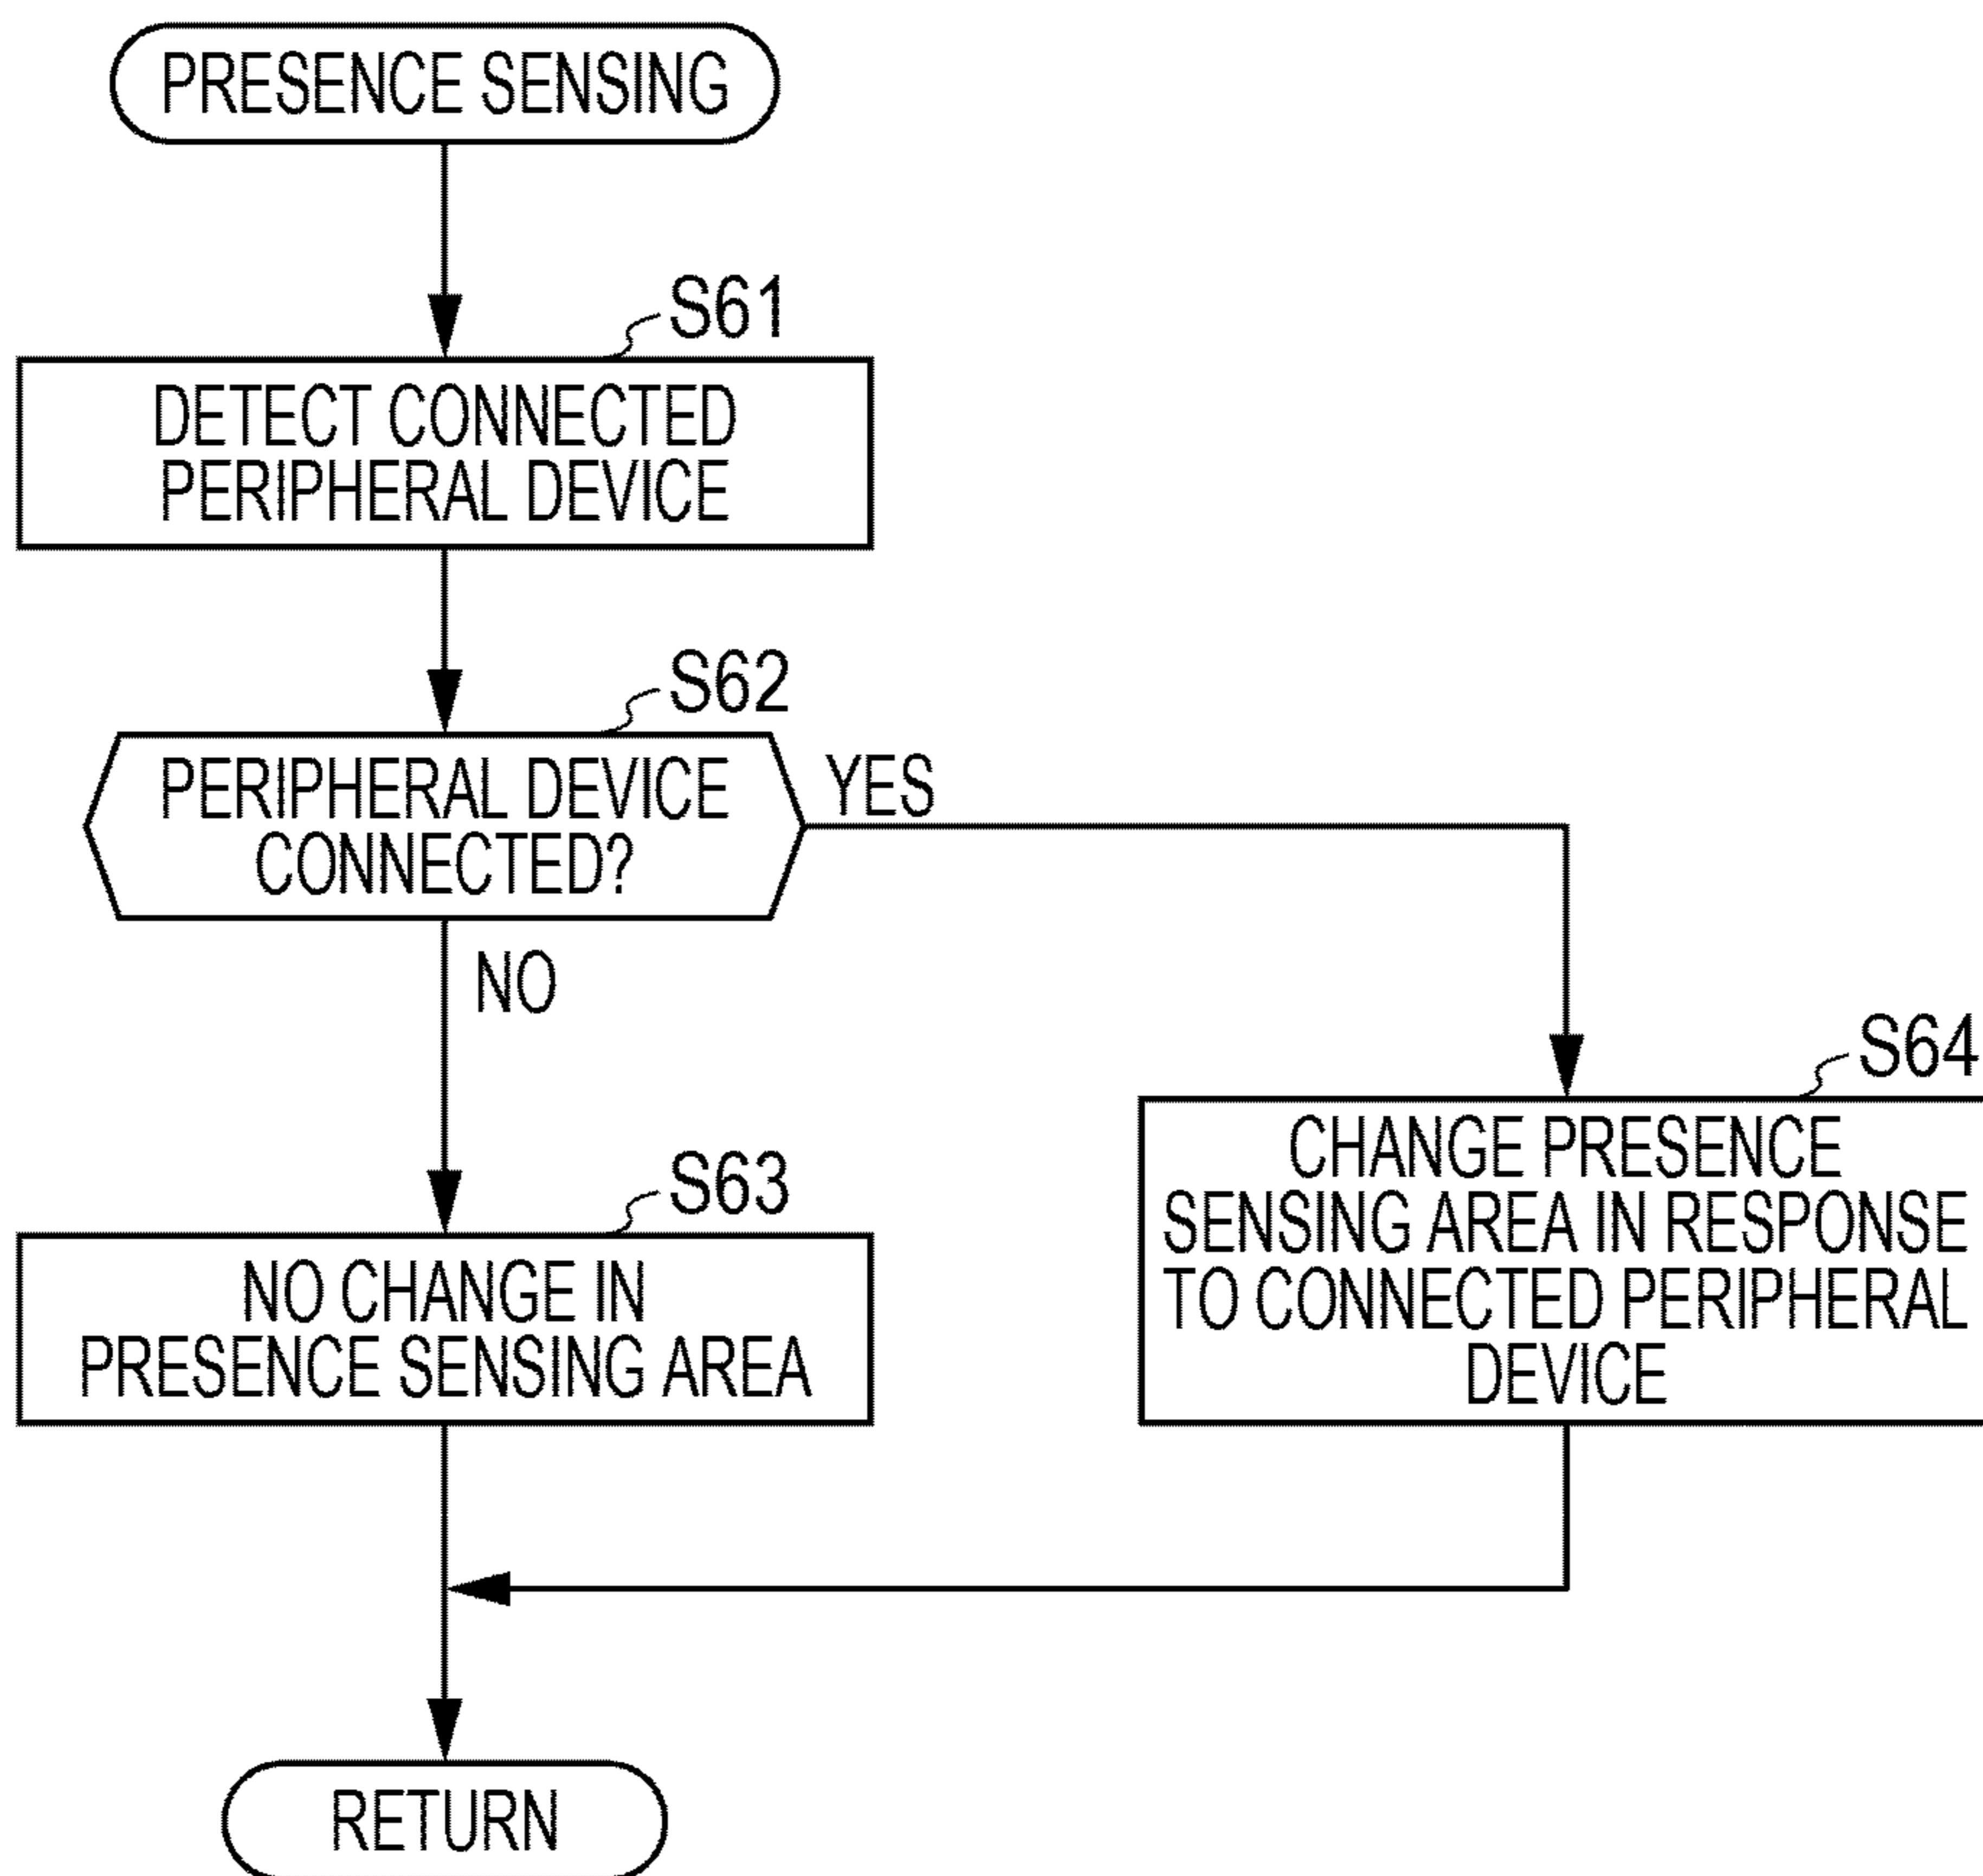 PRESENCE SENSING
S61
DETECT CONNECTED
PERIPHERAL DEVICE
S62
PERIPHERAL DEVICE
CONNECTED?
YES
NO
S63
NO CHANGE IN
PRESENCE SENSING AREA
S64
CHANGE PRESENCE
SENSING AREA IN RESPONSE
TO CONNECTED PERIPHERAL
DEVICE
RETURN